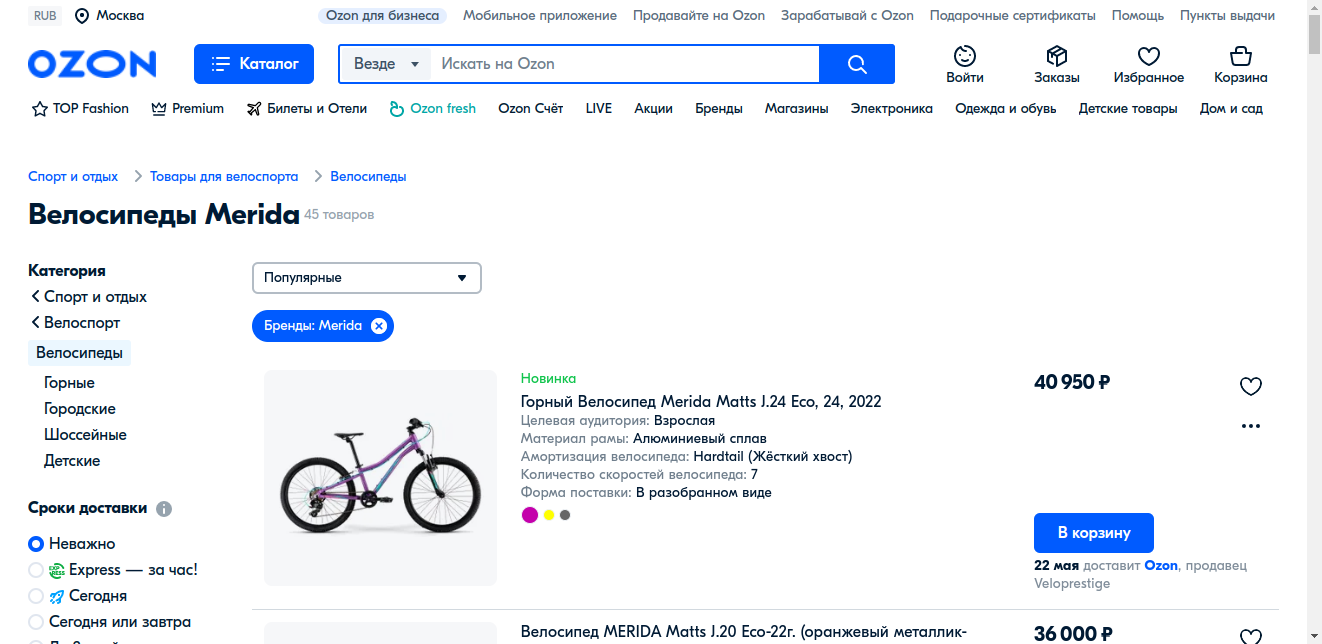 RUB Москва Ozon для бизнеса Мобильное приложение Продавайте на Ozon Зарабатывай с Ozon Подарочные сертификаты Помощь Пункты выдачи
OZON Каталог Везде Искать на Ozon Войти Заказы Избранное Корзина
TOP Fashion Premium Билеты и Отели Ozon fresh Ozon Счёт LIVE Акции Бренды Магазины Электроника Одежда и обувь Детские товары Дом и сад
Спорт и отдых Товары для велоспорта Велосипеды
Велосипеды Merida 45 товаров
Категория
Спорт и отдых
Велоспорт
Велосипеды
Горные
Городские
Шоссейные
Детские
Сроки доставки
Неважно
EXPRESS Express — за час!
Сегодня
Сегодня или завтра
Популярные
Бренды: Merida
Новинка
Горный Велосипед Merida Matts J.24 Eco, 24, 2022
Целевая аудитория: Взрослая
Материал рамы: Алюминиевый сплав
Амортизация велосипеда: Hardtail (Жёсткий хвост)
Количество скоростей велосипеда: 7
Форма поставки: В разобранном виде
40 950 ₽
В корзину
22 мая доставит Ozon, продавец
Veloprestige
Велосипед MERIDA Matts J.20 Eco-22г. (оранжевый металлик-
36 000 ₽